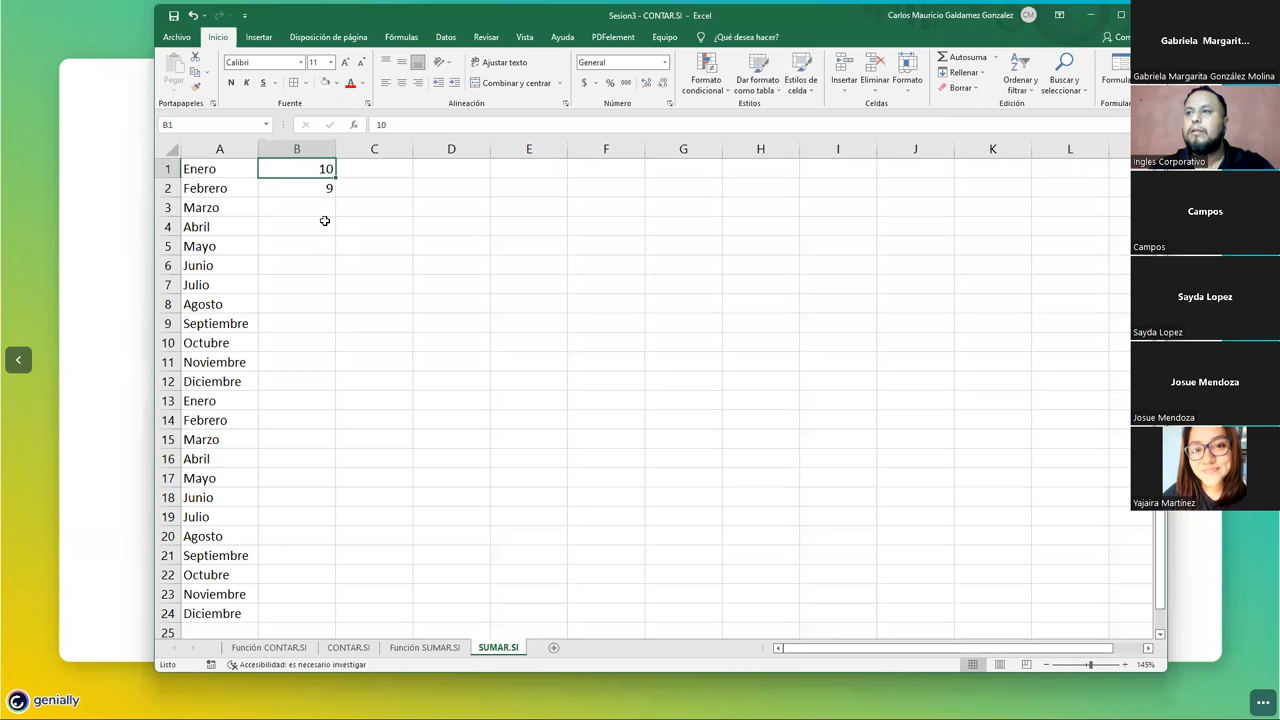 Sesion3 - CONTAR.SI - Excel
Carlos Mauricio Galdamez Gonzalez
CM
Archivo
Inicio
Insertar
Disposición de página
Fórmulas
Datos
Revisar
Vista
Ayuda
PDFelement
Equipo
¿Qué desea hacer?
Pegar
Calibri
11
N
S
Ajustar texto
General
%
000
Formato condicional
Dar formato como tabla
Estilos de celda
Insertar
Eliminar
Formato
Autosuma
Rellenar
Borrar
Ordenar y filtrar
Buscar y seleccionar
Portapapeles
Fuente
Alineación
Número
Estilos
Celdas
Edición
B1
fx
10
A B C D E F G H I J K L
1 Enero 10
2 Febrero 9
3 Marzo
4 Abril
5 Mayo
6 Junio
7 Julio
8 Agosto
9 Septiembre
10 Octubre
11 Noviembre
12 Diciembre
13 Enero
14 Febrero
15 Marzo
16 Abril
17 Mayo
18 Junio
19 Julio
20 Agosto
21 Septiembre
22 Octubre
23 Noviembre
24 Diciembre
25
Función CONTAR.SI
CONTAR.SI
Función SUMAR.SI
SUMAR.SI
Listo
Accesibilidad: es necesario investigar
145%
Gabriela Margarit...
Gabriela Margarita González Molina
Ingles Corporativo
Campos
Campos
Sayda Lopez
Sayda Lopez
Josue Mendoza
Josue Mendoza
Yajaira Martínez
genially